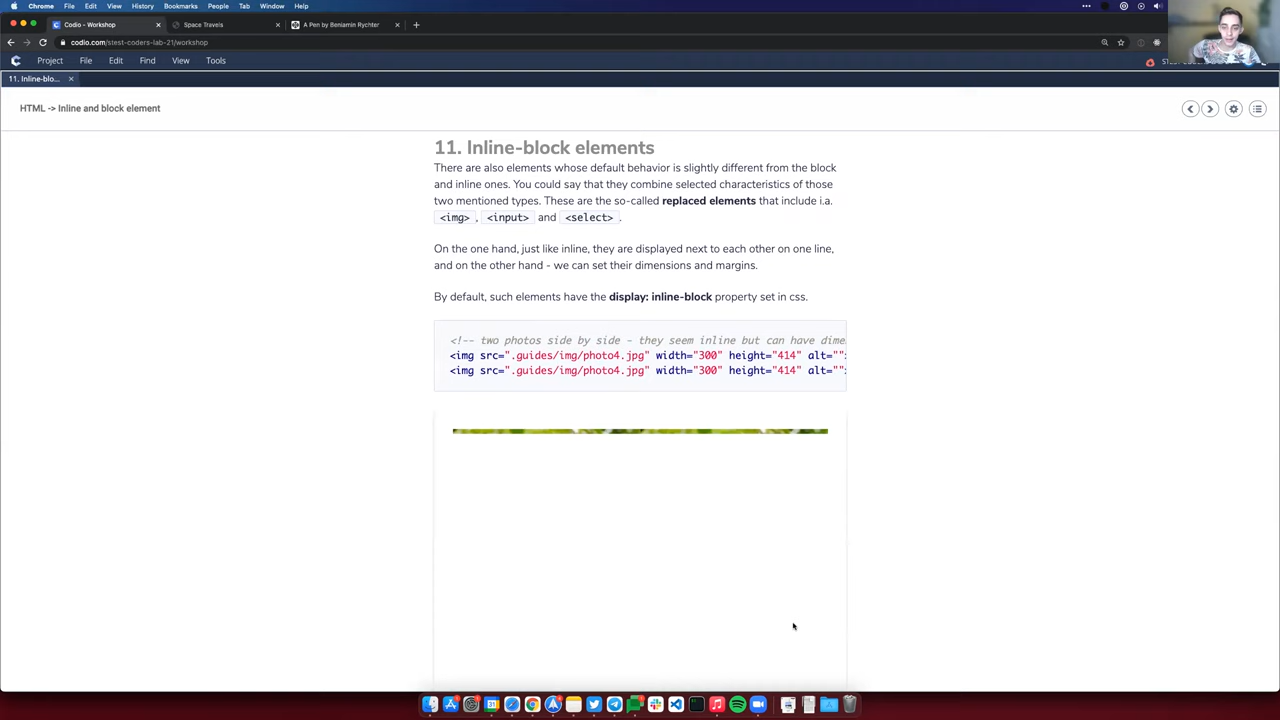 Chrome File Edit View History Bookmarks People Tab Window Help
Codio - Workshop
Space Travels
A Pen by Beniamin Rychter
codio.com/stest-coders-lab-21/workshop
Project File Edit Find View Tools
11. Inline-blo...
HTML -> Inline and block element
11. Inline-block elements
There are also elements whose default behavior is slightly different from the block
and inline ones. You could say that they combine selected characteristics of those
two mentioned types. These are the so-called replaced elements that include i.a.
<img> , <input> and <select>.
On the one hand, just like inline, they are displayed next to each other on one line,
and on the other hand - we can set their dimensions and margins.
By default, such elements have the display: inline-block property set in css.
<!-- two photos side by side - they seem inline but can have dime
<img src=".guides/img/photo4.jpg" width="300" height="414" alt="">
<img src=".guides/img/photo4.jpg" width="300" height="414" alt="">